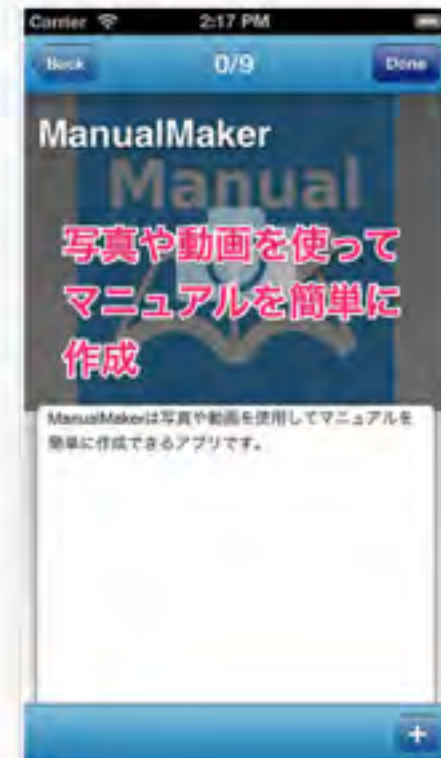 Carrier 2:17 PM
Back 0/9 Done
ManualMaker
Manual
写真や動画を使って
マニュアルを簡単に
作成
ManualMakerは写真や動画を使用してマニュアルを
簡単に作成できるアプリです。
+